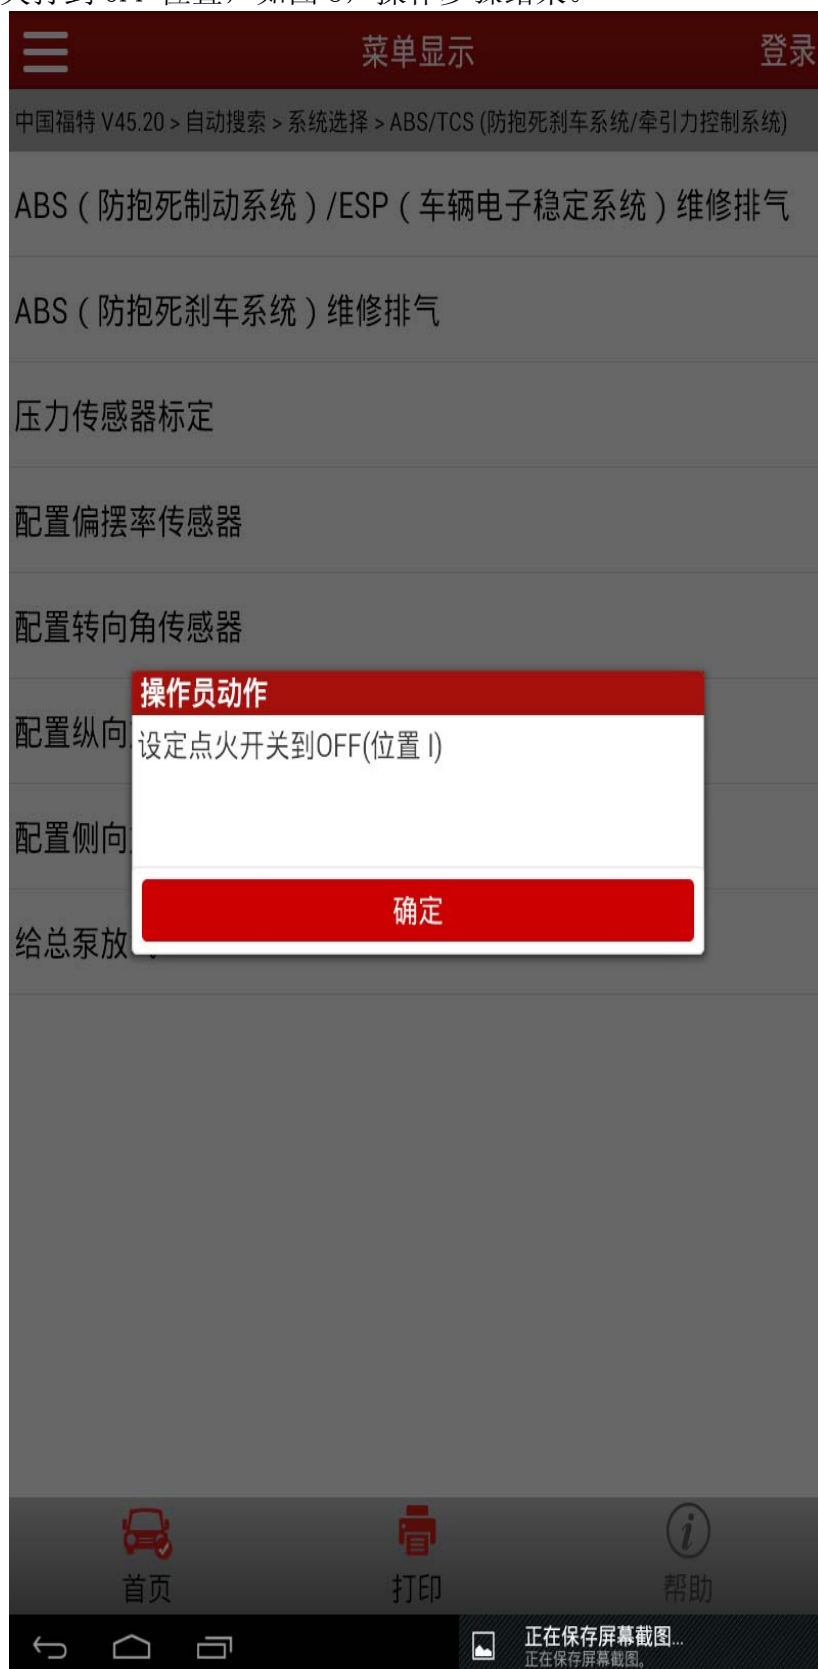 菜单显示
登录
中国福特 V45.20 > 自动搜索 > 系统选择 > ABS/TCS (防抱死刹车系统/牵引力控制系统)
ABS（防抱死制动系统）/ESP（车辆电子稳定系统）维修排气
ABS（防抱死刹车系统）维修排气
压力传感器标定
配置偏摆率传感器
配置转向角传感器
操作员动作
配置纵向
设定点火开关到OFF(位置 I)
配置侧向
确定
给总泵放
首页
打印
帮助
正在保存屏幕截图...
正在保存屏幕截图。